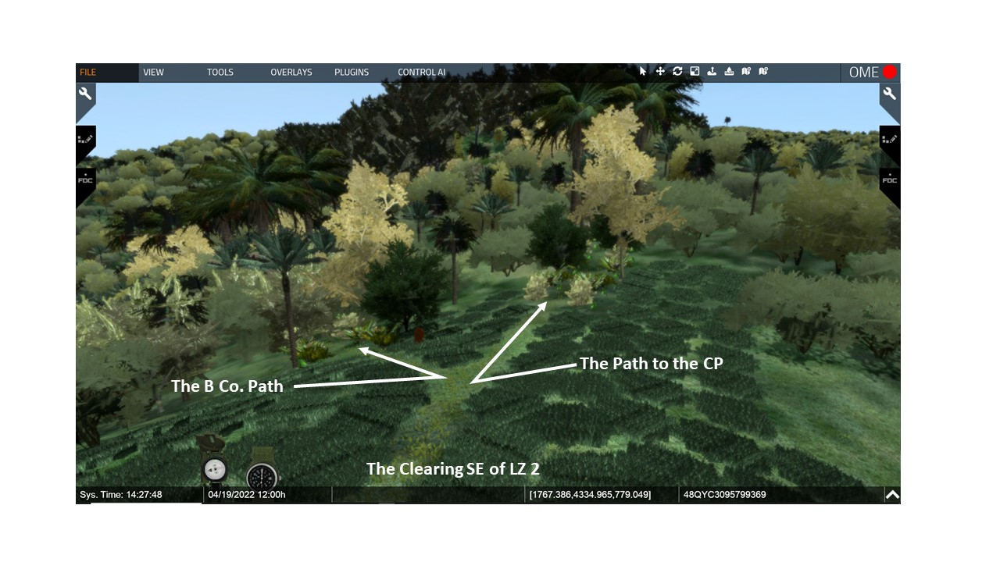 FILE VIEW TOOLS OVERLAYS PLUGINS CONTROL AI OME
FDC FDC
The Path to the CP
The B Co. Path
The Clearing SE of LZ 2
Sys. Time: 14:27:48 04/19/2022 12:00h [1767.386,4334.965,779.049] 48QYC3095799369